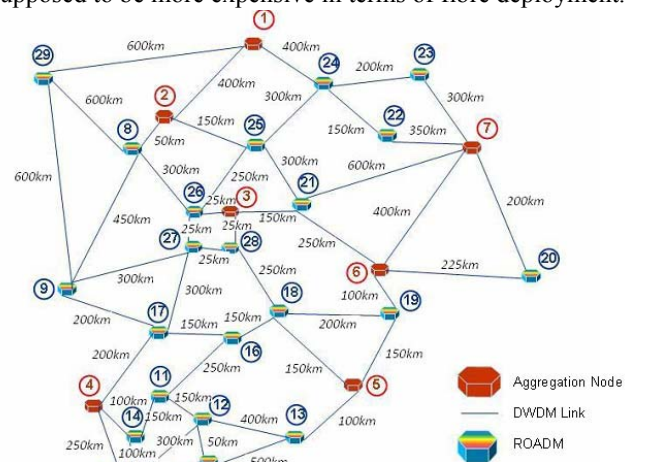 upposed to be more expensive in terms of fibre deployment.
1
29
600km
400km
24
200km
23
600km
2
400km
300km
300km
8
50km
150km
25
150km
22
350km
7
600km
300km
250km
300km
21
600km
26
25km
3
150km
400km
200km
450km
25km
25km
27
25km
28
250km
6
225km
20
9
300km
300km
250km
18
100km
19
200km
17
150km
150km
200km
200km
16
150km
4
11
250km
150km
5
100km
150km
12
400km
13
100km
14
150km
250km
100km
300km
50km
500km
Aggregation Node
DWDM Link
ROADM